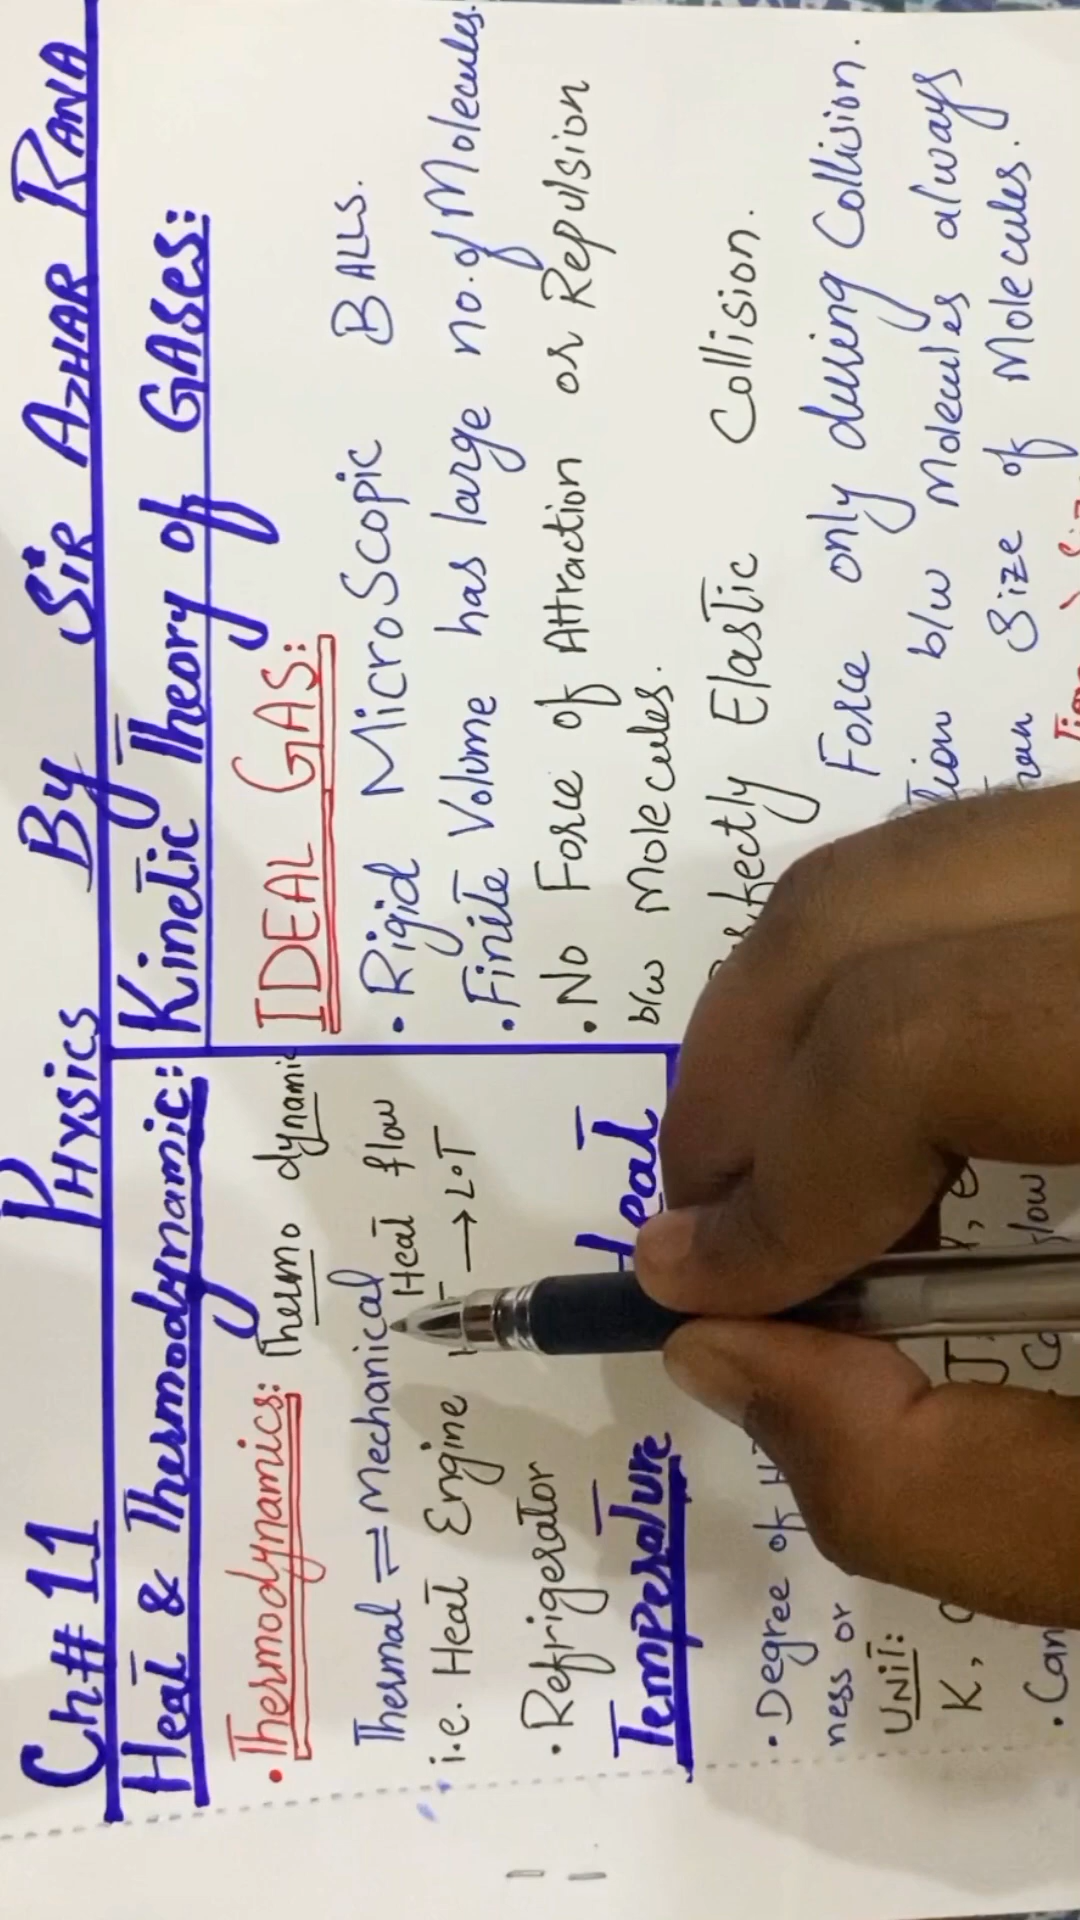 Ch# 11 Physics By Sir Azhar Rana
Heat & Thermodynamic:
• Thermodynamics: Thermo dynamic
Thermal ⇌ Mechanical
Heat flow
i.e. Heat Engine → L.T
• Refrigerator
Temperature
Heat
• Degree of
ness or
UNIT:
K,
J,
• Can
flow
Kinetic Theory of GASes:
IDEAL GAS:
• Rigid MicroScopic BALLS.
• Finite Volume has large no. of Molecules.
• No Force of Attraction or Repulsion
b/w Molecules.
Elastic Collision.
Force only during Collision.
b/w Molecules always
Size of Molecules.